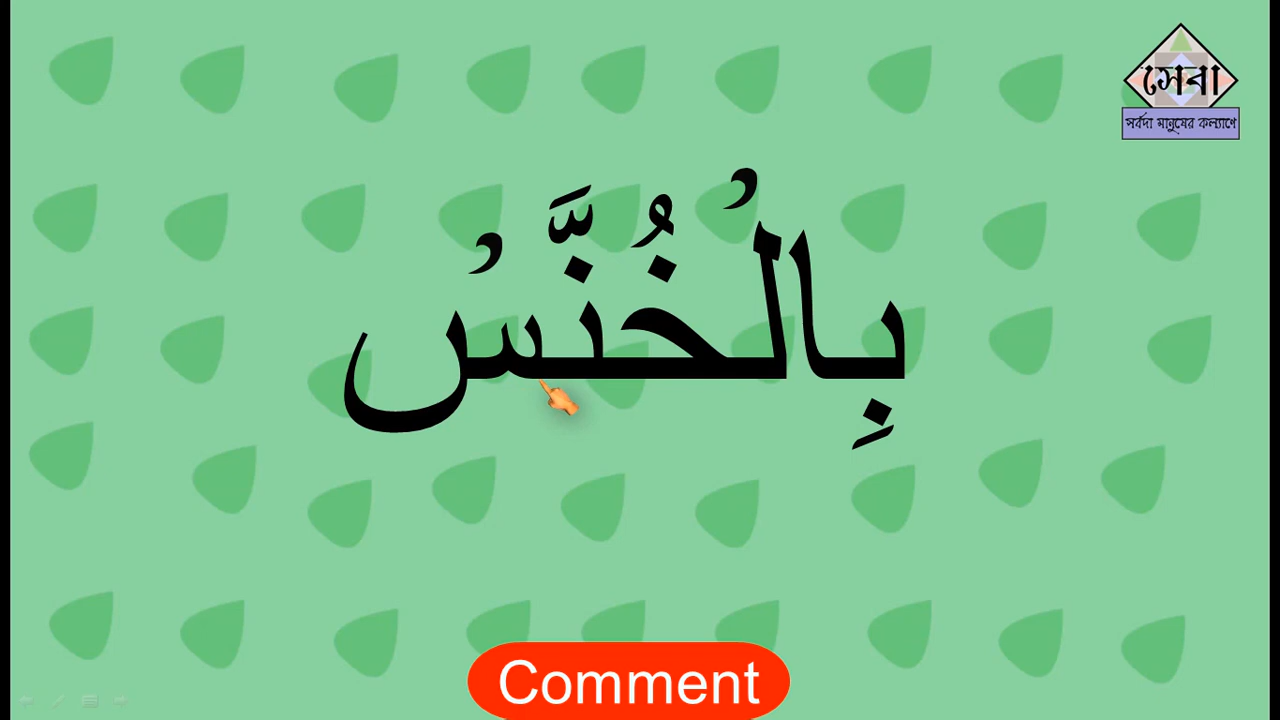 সেবা
সর্বদা মানুষের কল্যাণে
بِالْخُنَّسْ
Comment